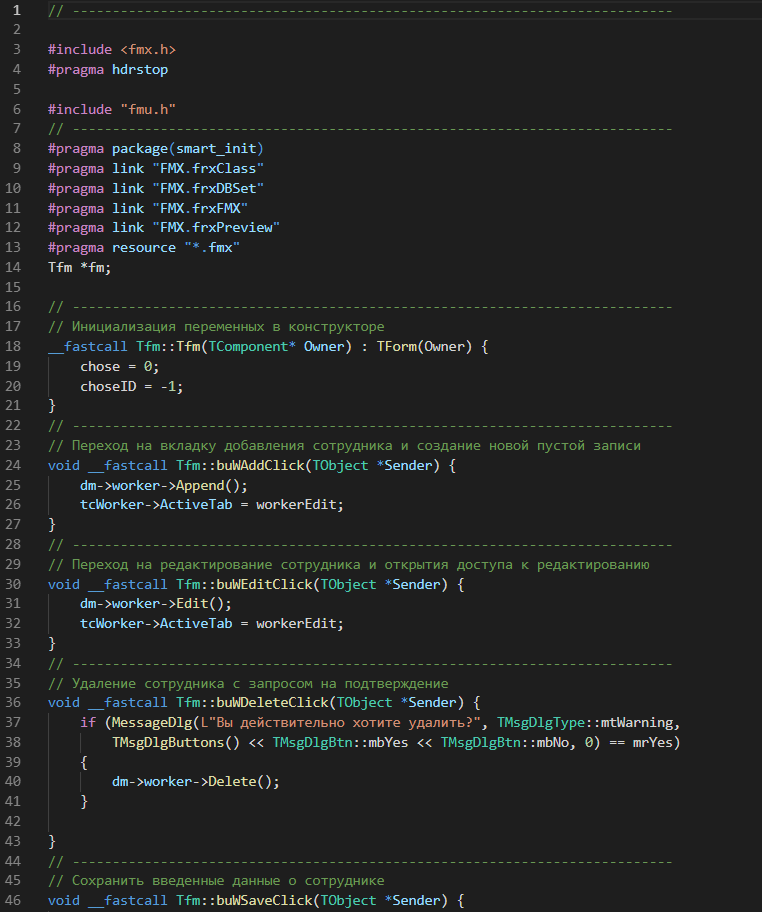 1 // ---------------------------------------------------------------------------
2
3 #include <fmx.h>
4 #pragma hdrstop
5
6 #include "fmu.h"
7 // ---------------------------------------------------------------------------
8 #pragma package(smart_init)
9 #pragma link "FMX.frxClass"
10 #pragma link "FMX.frxDBSet"
11 #pragma link "FMX.frxFMX"
12 #pragma link "FMX.frxPreview"
13 #pragma resource "*.fmx"
14 Tfm *fm;
15
16 // ---------------------------------------------------------------------------
17 // Инициализация переменных в конструкторе
18 __fastcall Tfm::Tfm(TComponent* Owner) : TForm(Owner) {
19     chose = 0;
20     choseID = -1;
21 }
22 // ---------------------------------------------------------------------------
23 // Переход на вкладку добавления сотрудника и создание новой пустой записи
24 void __fastcall Tfm::buWAddClick(TObject *Sender) {
25     dm->worker->Append();
26     tcWorker->ActiveTab = workerEdit;
27 }
28 // ---------------------------------------------------------------------------
29 // Переход на редактирование сотрудника и открытия доступа к редактированию
30 void __fastcall Tfm::buWEditClick(TObject *Sender) {
31     dm->worker->Edit();
32     tcWorker->ActiveTab = workerEdit;
33 }
34 // ---------------------------------------------------------------------------
35 // Удаление сотрудника с запросом на подтверждение
36 void __fastcall Tfm::buWDeleteClick(TObject *Sender) {
37     if (MessageDlg(L"Вы действительно хотите удалить?", TMsgDlgType::mtWarning,
38         TMsgDlgButtons() << TMsgDlgBtn::mbYes << TMsgDlgBtn::mbNo, 0) == mrYes)
39     {
40         dm->worker->Delete();
41     }
42
43 }
44 // ---------------------------------------------------------------------------
45 // Сохранить введенные данные о сотруднике
46 void __fastcall Tfm::buWSaveClick(TObject *Sender) {